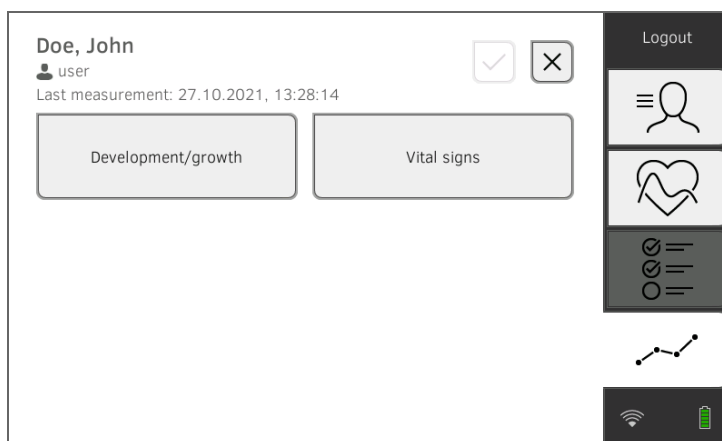 Doe, John
user
Last measurement: 27.10.2021, 13:28:14
Development/growth
Vital signs
Logout